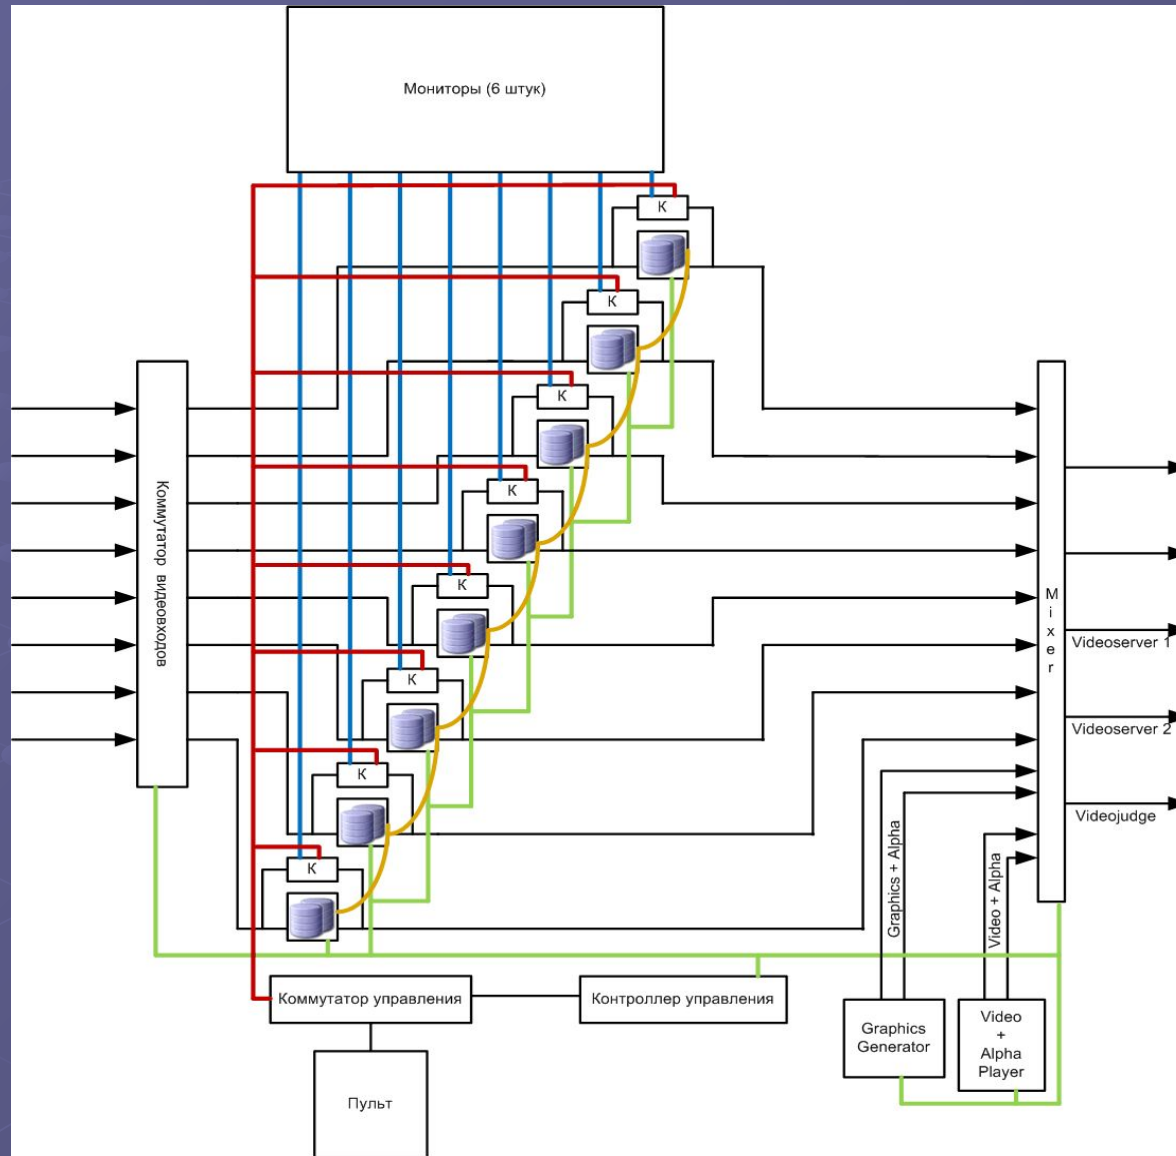 Мониторы (6 штук)
К
К
К
К
К
К
К
К
Коммутатор видеовходов
Mixer
Videoserver 1
Videoserver 2
Videojudge
Graphics + Alpha
Video + Alpha
Коммутатор управления
Контроллер управления
Graphics
Generator
Video
+
Alpha
Player
Пульт